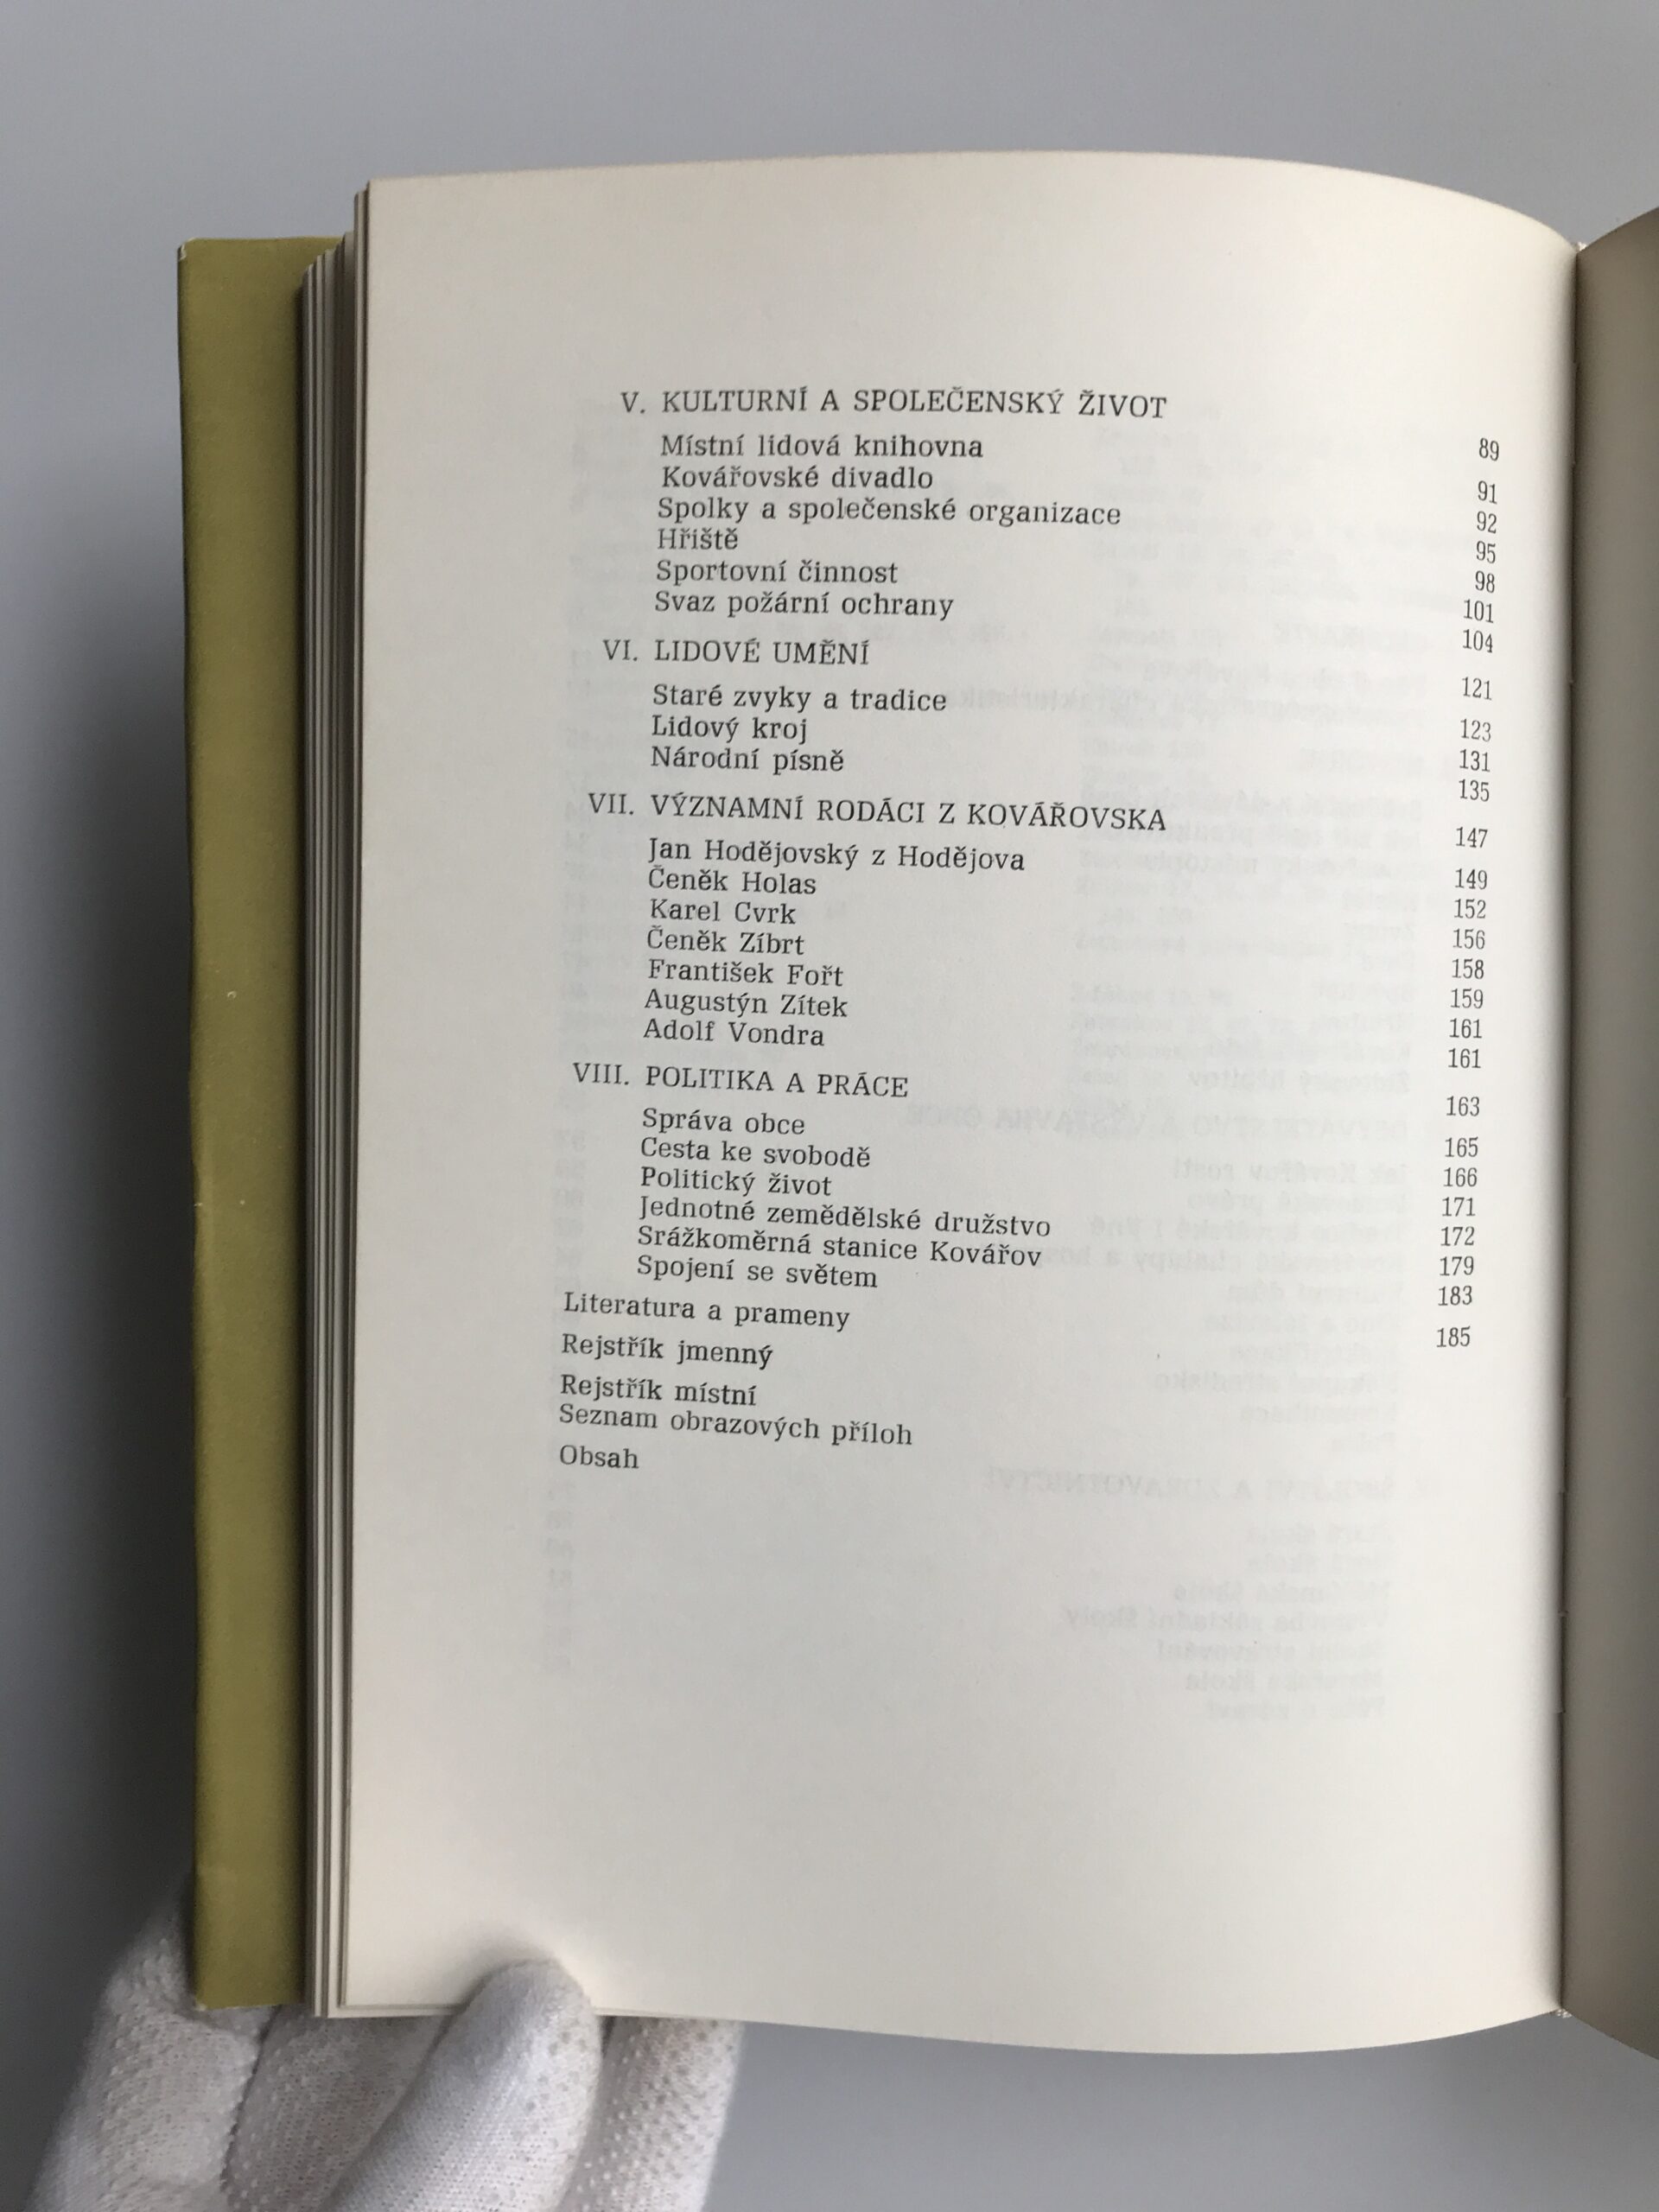 V. KULTURNÍ A SPOLEČENSKÝ ŽIVOT 89
Místní lidová knihovna 91
Kovářovské divadlo 92
Spolky a společenské organizace 95
Hřiště 98
Sportovní činnost 101
Svaz požární ochrany 104
VI. LIDOVÉ UMĚNÍ 121
Staré zvyky a tradice 123
Lidový kroj 131
Národní písně 135
VII. VÝZNAMNÍ RODÁCI Z KOVÁŘOVSKA 147
Jan Hodějovský z Hodějova 149
Čeněk Holas 152
Karel Cvrk 156
Čeněk Zíbrt 158
František Fořt 159
Augustýn Zítek 161
Adolf Vondra 161
VIII. POLITIKA A PRÁCE 163
Správa obce 165
Cesta ke svobodě 166
Politický život 171
Jednotné zemědělské družstvo 172
Srážkoměrná stanice Kovářov 179
Spojení se světem 183
Literatura a prameny 185
Rejstřík jmenný
Rejstřík místní
Seznam obrazových příloh
Obsah